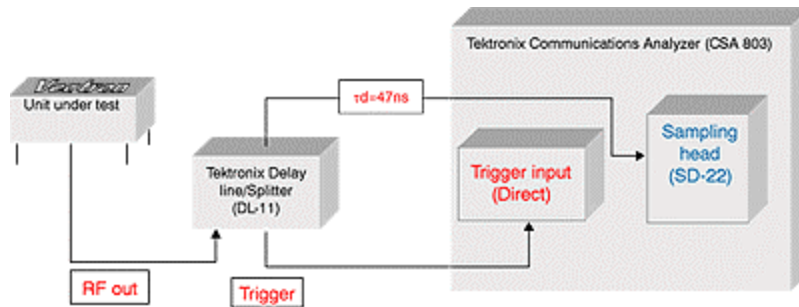 Tektronix Communications Analyzer (CSA 803)
Vectron
Unit under test
τd=47ns
Tektronix Delay
line/Splitter
(DL-11)
Trigger input
(Direct)
Sampling
head
(SD-22)
RF out
Trigger